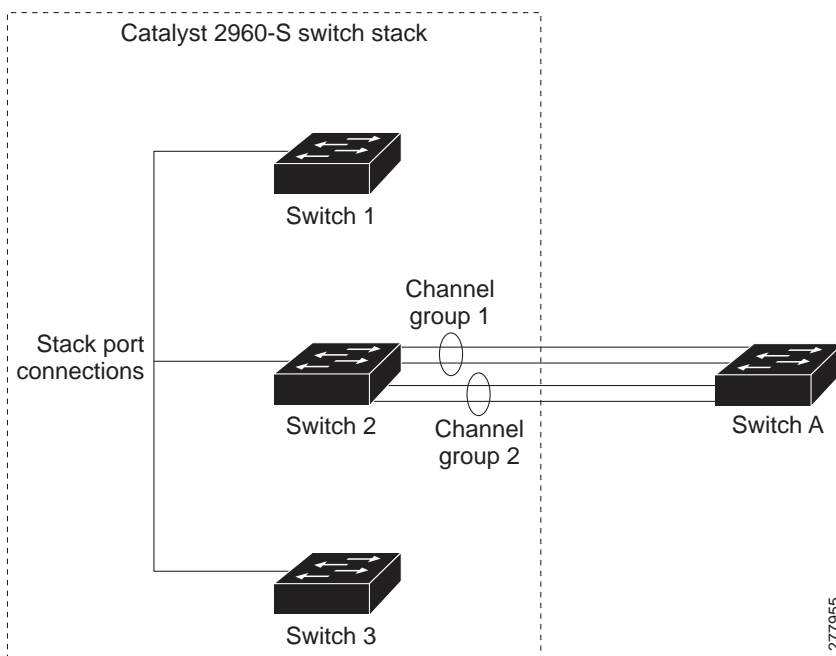 Catalyst 2960-S switch stack
Switch 1
Channel
group 1
Stack port
connections
Switch 2
Channel
group 2
Switch A
Switch 3
277955